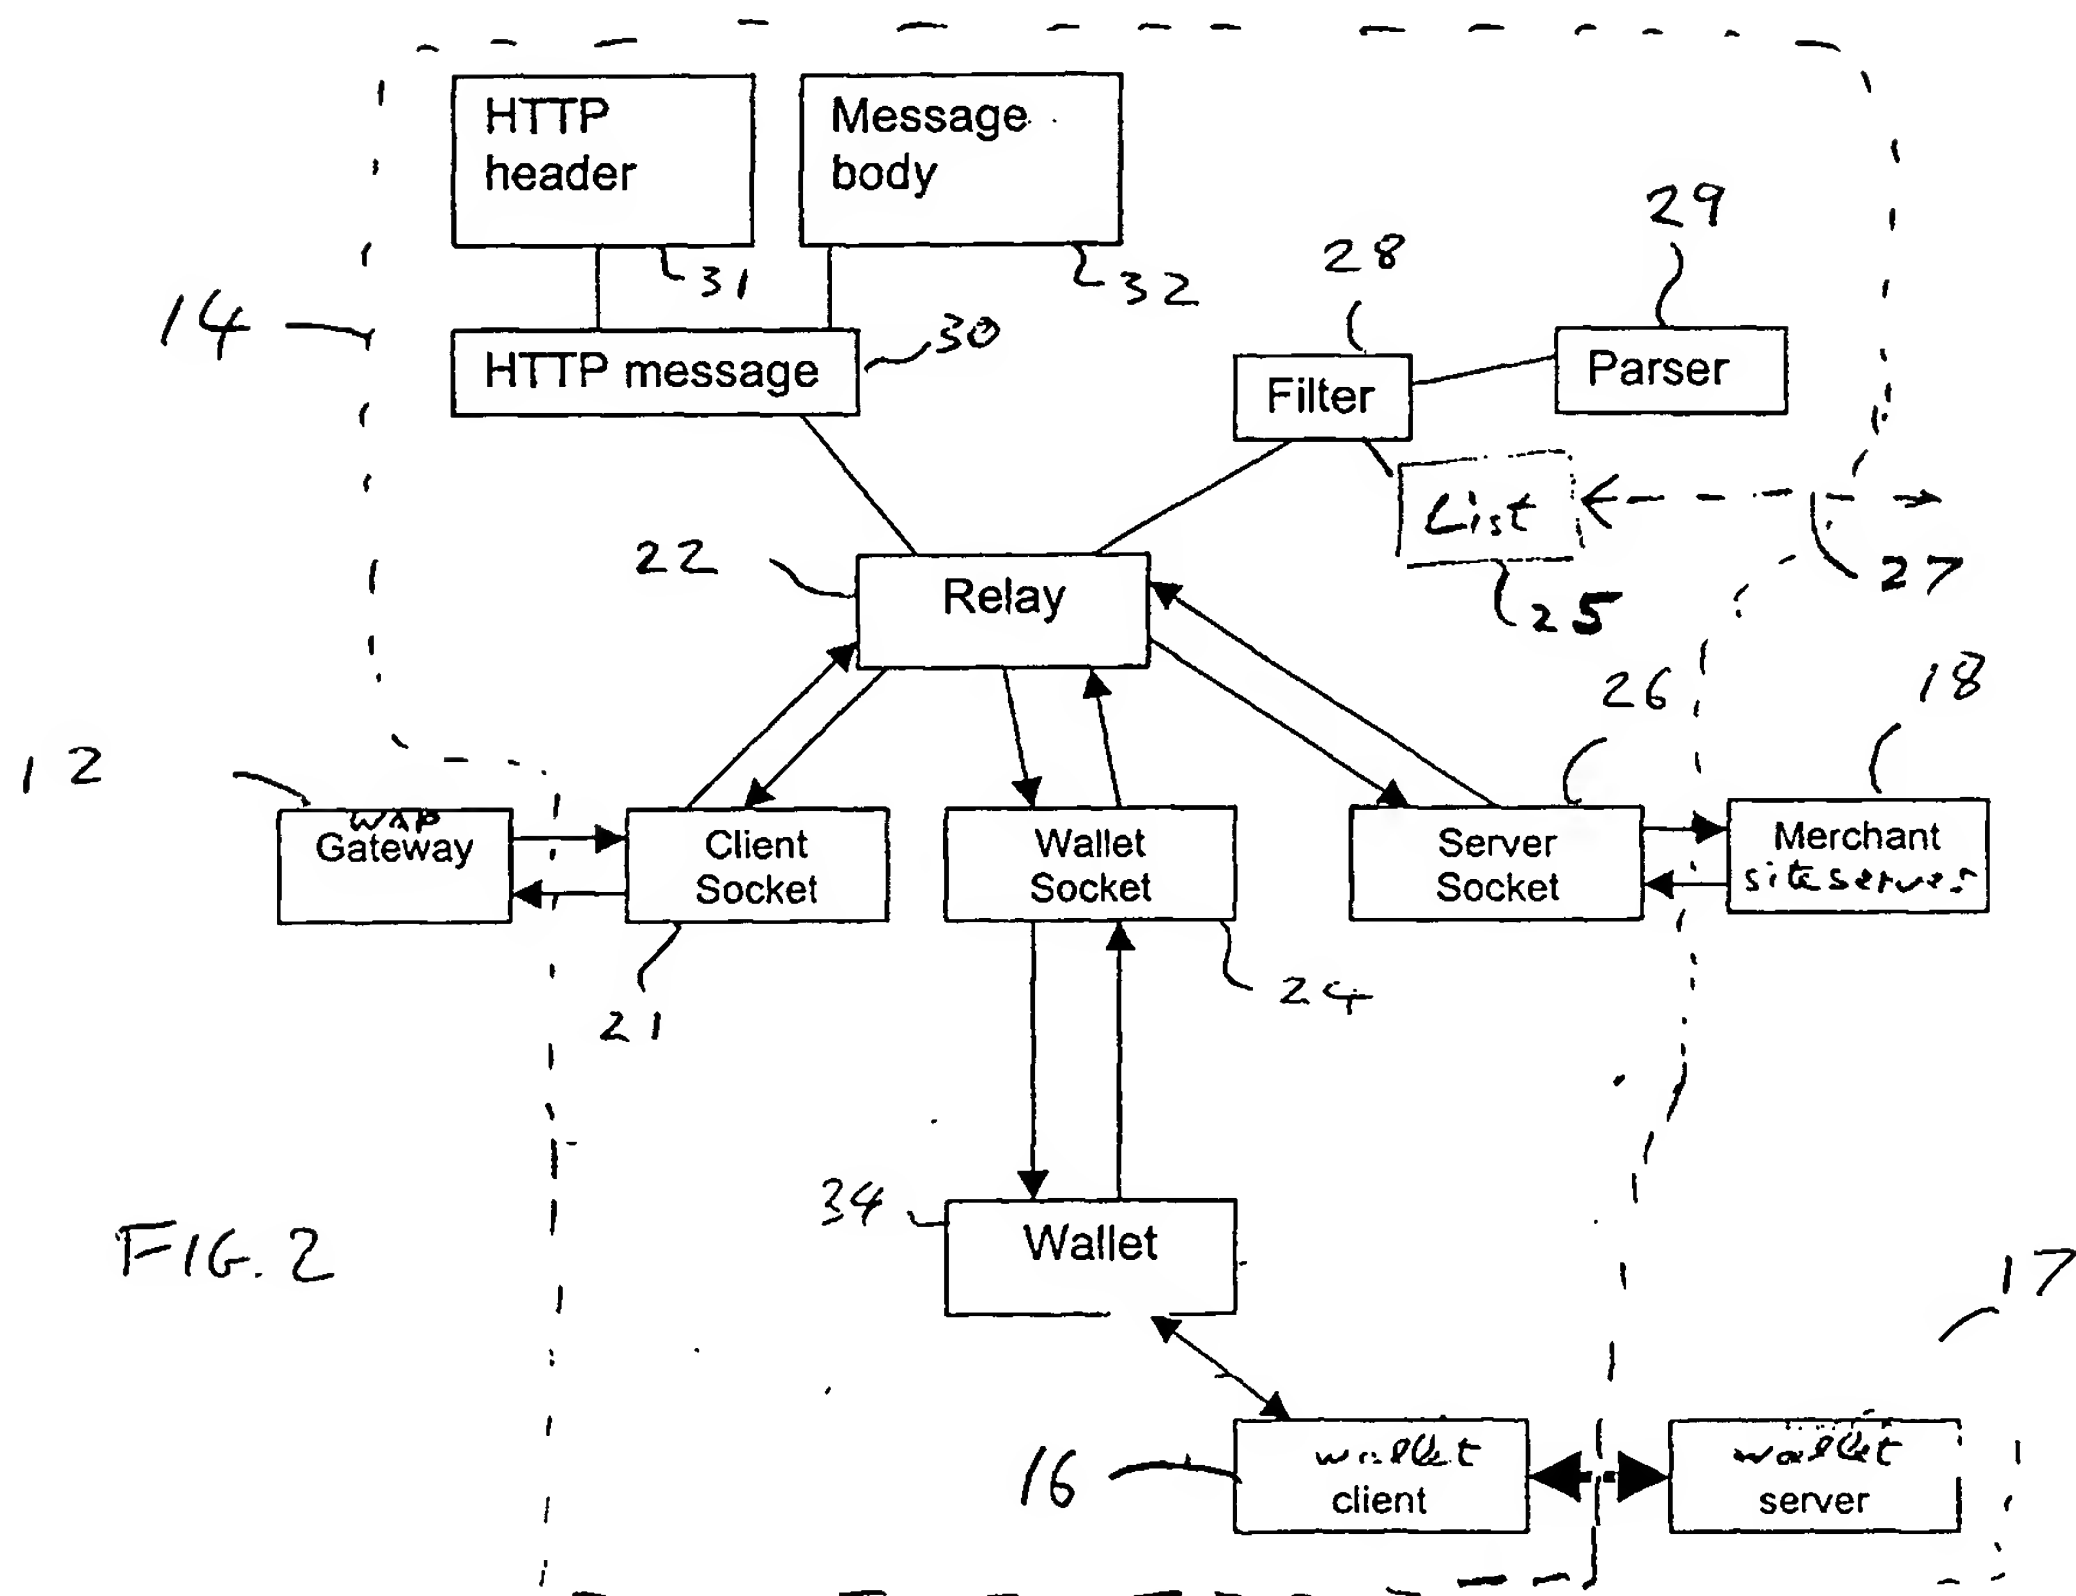 HTTP
header
Message
body
31
32
29
28
14
HTTP message
30
Filter
Parser
List
22
Relay
25
27
26
18
12
WAP
Gateway
Client
Socket
Wallet
Socket
Server
Socket
Merchant
site server
21
24
34
Wallet
FIG. 2
17
16
wallet
client
wallet
server